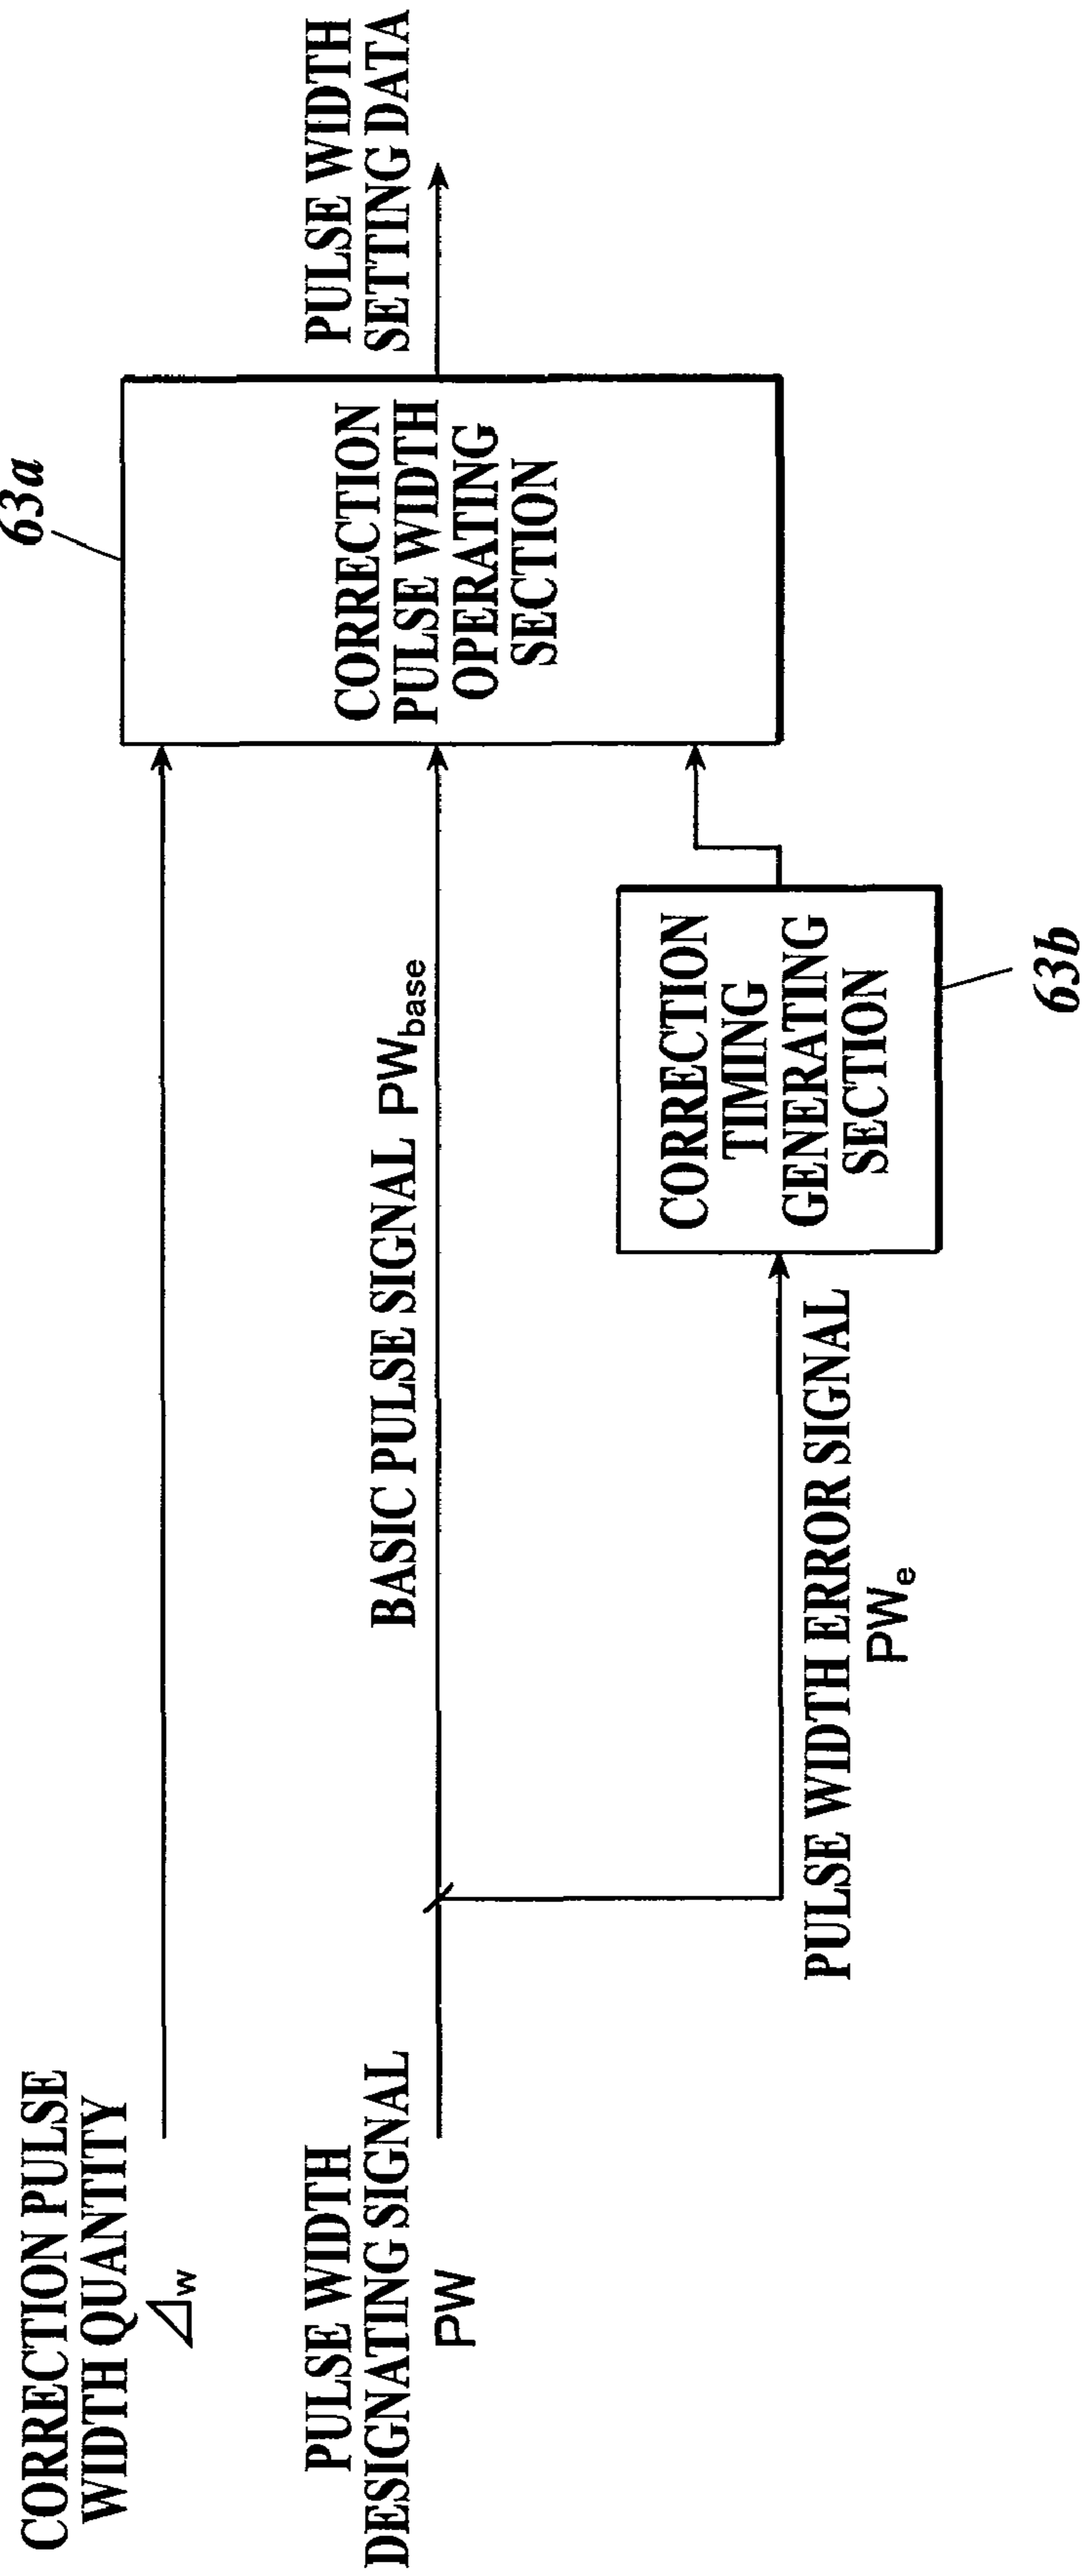 CORRECTION PULSE
WIDTH QUANTITY
Δw
PULSE WIDTH
DESIGNATING SIGNAL
PW
BASIC PULSE SIGNAL PWbase
PULSE WIDTH ERROR SIGNAL
PWe
CORRECTION
TIMING
GENERATING
SECTION
63b
63a
CORRECTION
PULSE WIDTH
OPERATING
SECTION
PULSE WIDTH
SETTING DATA